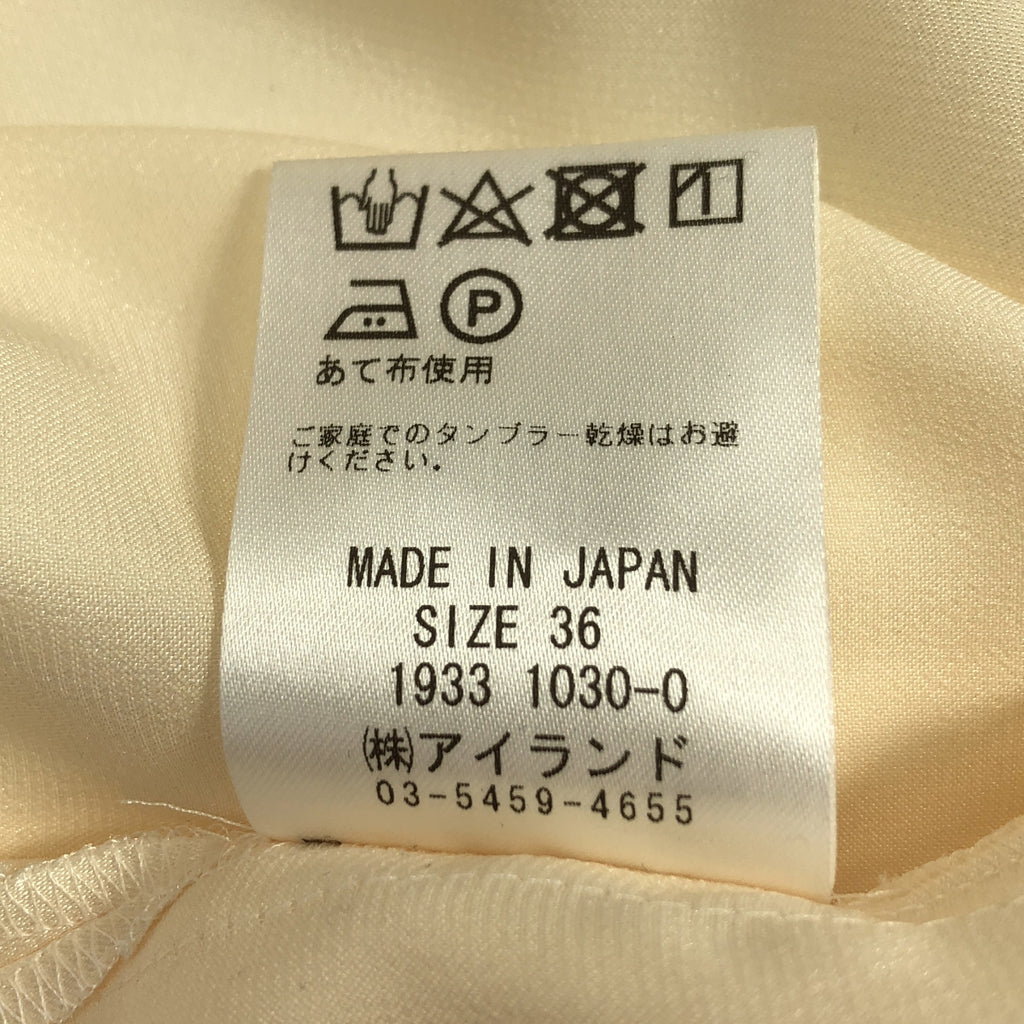 P
あて布使用
ご家庭でのタンブラー乾燥はお避
けください。
MADE IN JAPAN
SIZE 36
1933 1030-0
㈱アイランド
03-5459-4655